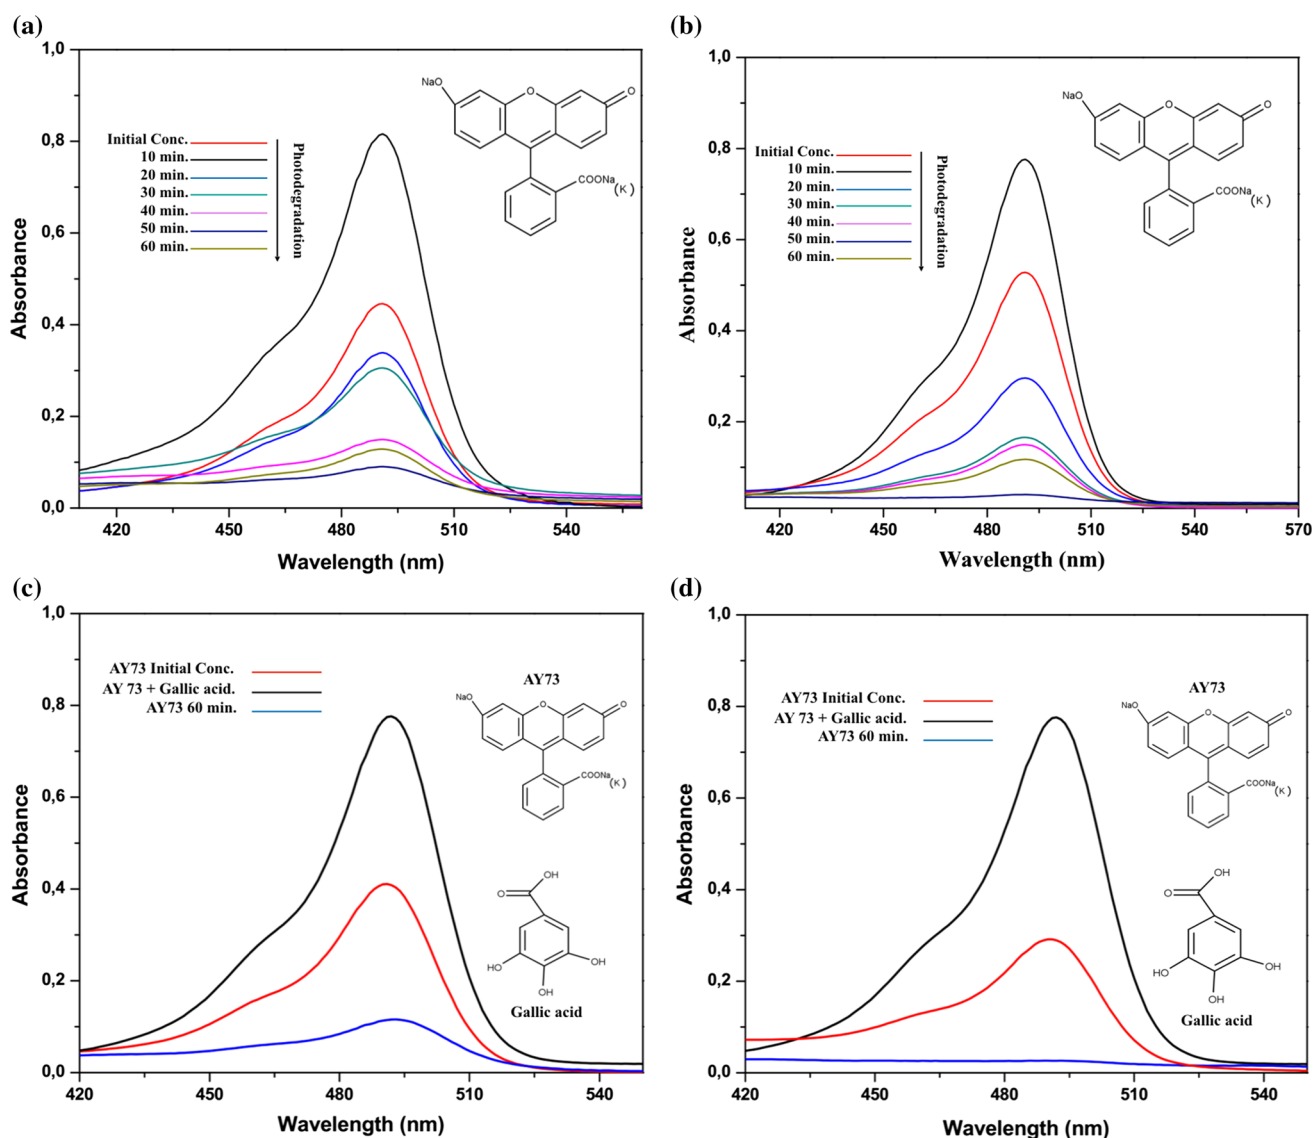 (a)
1,0
0,8
0,6
0,4
0,2
0,0
Absorbance
Initial Conc.
10 min.
20 min.
30 min.
40 min.
50 min.
60 min.
Photodegradation
NaO
O
O
COONa
(K)
420
450
480
510
540
Wavelength (nm)
(b)
1,0
0,8
0,6
0,4
0,2
Absorbance
Initial Conc.
10 min.
20 min.
30 min.
40 min.
50 min.
60 min.
Photodegradation
NaO
O
O
COONa
(K)
420
450
480
510
540
570
Wavelength (nm)
(c)
1,0
0,8
0,6
0,4
0,2
0,0
Absorbance
AY73 Initial Conc.
AY 73 + Gallic acid.
AY73 60 min.
AY73
NaO
O
O
COONa
(K)
OH
O
HO
OH
OH
Gallic acid
420
450
480
510
540
Wavelength (nm)
(d)
1,0
0,8
0,6
0,4
0,2
0,0
Absorbance
AY73 Initial Conc.
AY 73 + Gallic acid.
AY73 60 min.
AY73
NaO
O
O
COONa
(K)
OH
O
HO
OH
OH
Gallic acid
420
450
480
510
540
Wavelength (nm)